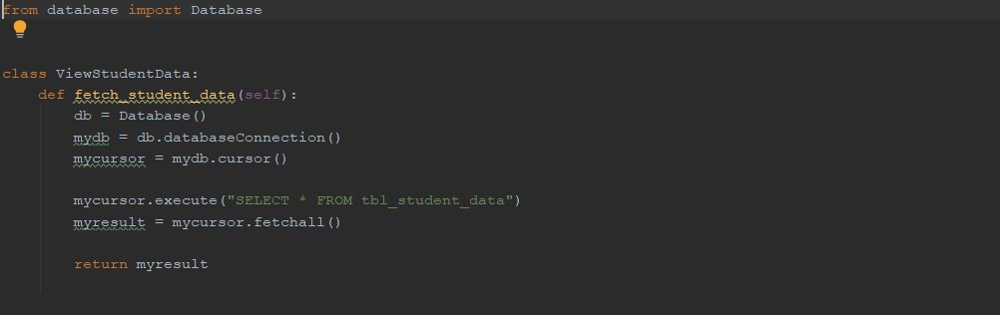 from database import Database
class ViewStudentData:
    def fetch_student_data(self):
        db = Database()
        mydb = db.databaseConnection()
        mycursor = mydb.cursor()
        mycursor.execute("SELECT * FROM tbl_student_data")
        myresult = mycursor.fetchall()
        return myresult